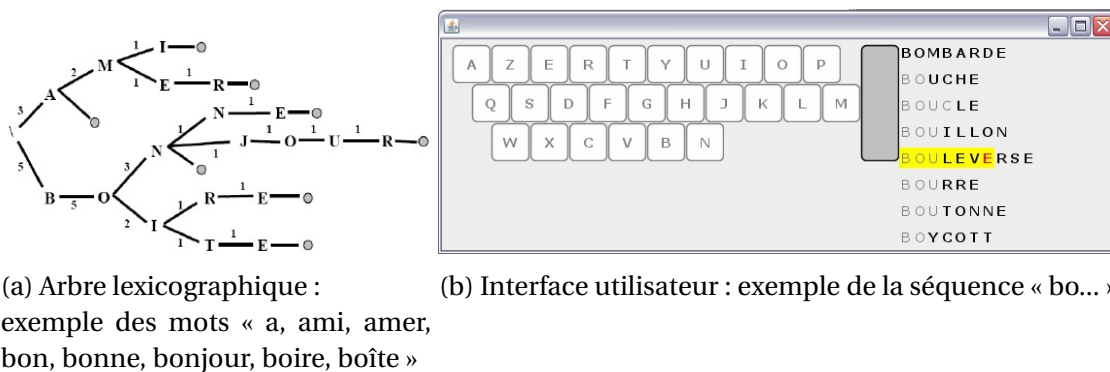 3
5
A
2
M
1
I
1
E
1
R
B
5
O
3
N
1
N
1
E
1
J
1
O
1
U
1
R
2
I
1
R
1
E
1
T
1
E
A Z E R T Y U I O P
Q S D F G H J K L M
W X C V B N
BOMBARDE
BOUCHE
BOUCLE
BOUILLON
BOULEVERSE
BOURRE
BOUTONNE
BOYCOTT
(a) Arbre lexicographique :
exemple des mots « a, ami, amer,
bon, bonne, bonjour, boire, boîte »
(b) Interface utilisateur : exemple de la séquence « bo... »